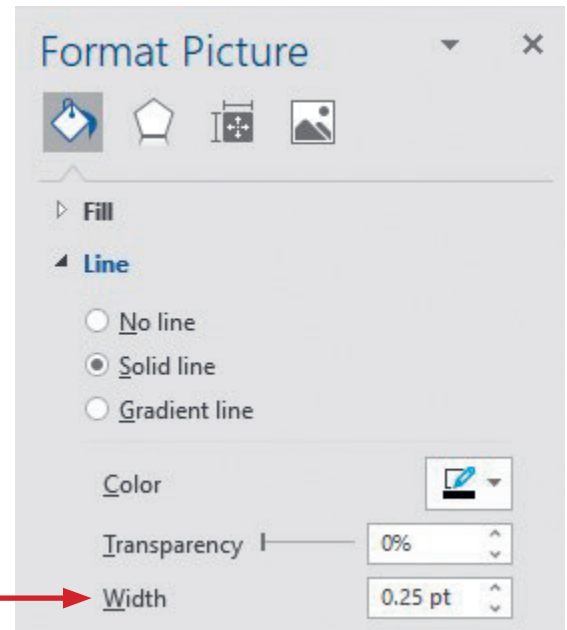 Format Picture
Fill
Line
No line
Solid line
Gradient line
Color
Transparency 0%
Width 0.25 pt